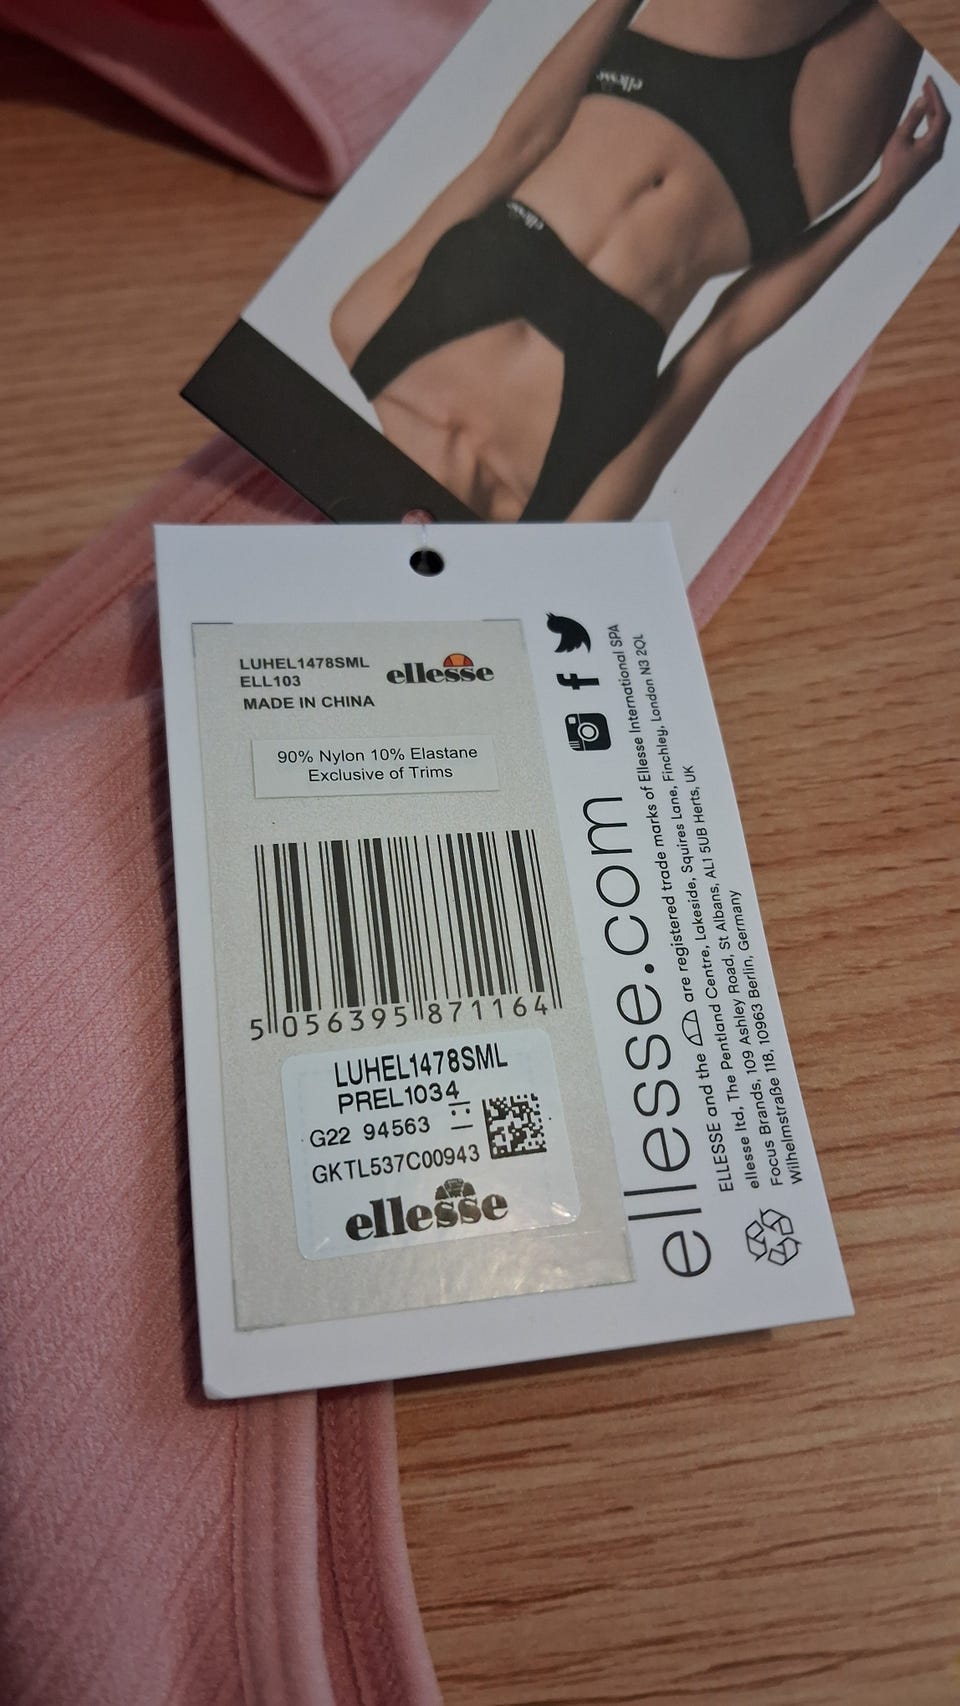 ellesse
ellesse
LUHEL1478SML
ELL103
MADE IN CHINA
ellesse
90% Nylon 10% Elastane
Exclusive of Trims
5 056395 871164
LUHEL1478SML
PREL1034
G22 94563
GKTL537C00943
ellesse
ellesse.com
ELLESSE and the are registered trade marks of Ellesse International SPA
ellesse ltd, The Pentland Centre, Lakeside, Squires Lane, Finchley, London N3 2QL
Focus Brands, 109 Ashley Road, St Albans, AL1 5UB Herts, UK
Wilhelmstraße 118, 10963 Berlin, Germany